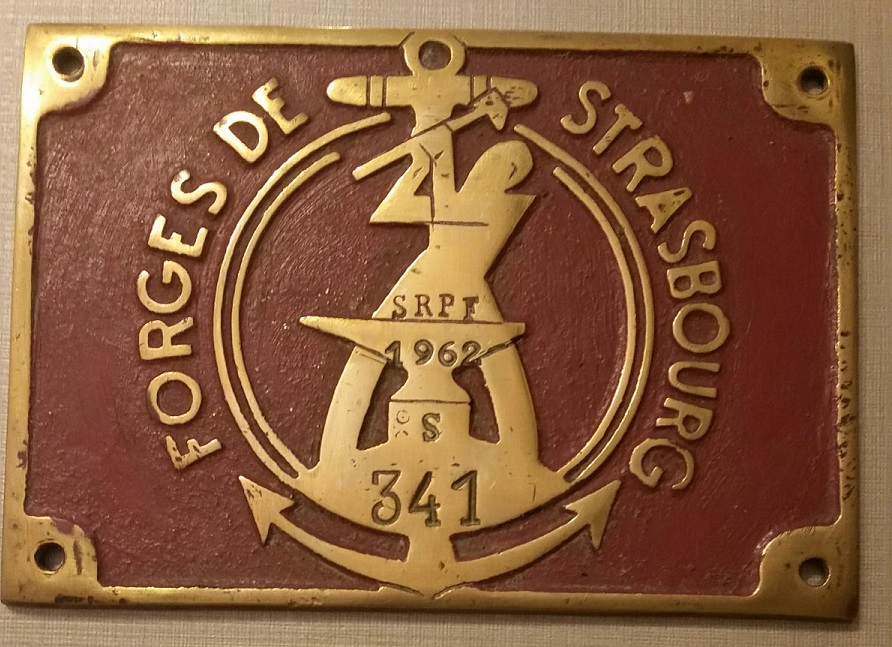 FORGES DE STRASBOURG
SRPF
1962
S
341